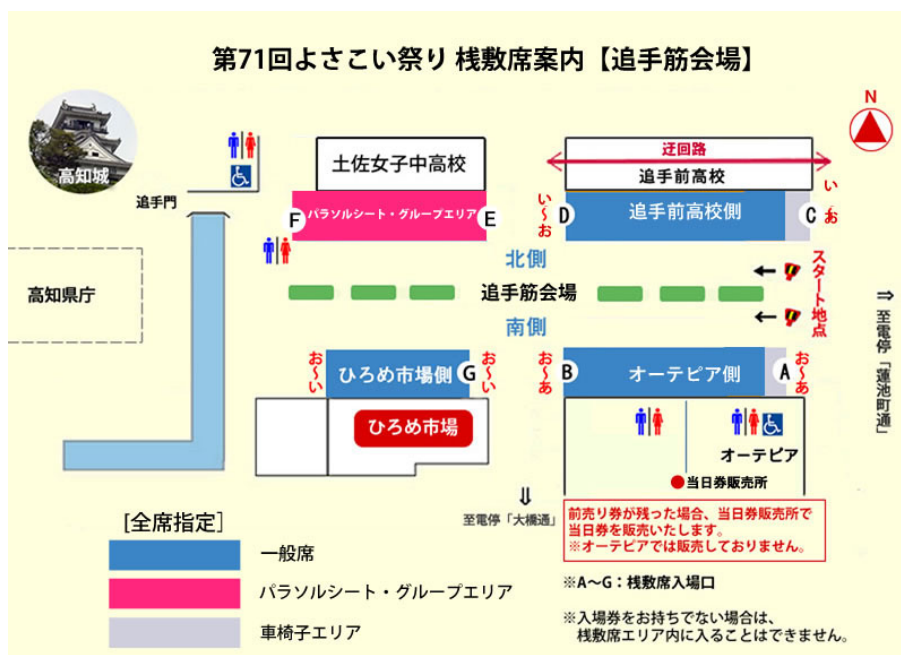 第71回よさこい祭り 桟敷席案内【追手筋会場】
N
高知城
追手門
土佐女子中高校
迂回路
追手前高校
F
パラソルシート・グループエリア
E
い〜お
D
追手前高校側
C
い〜お
北側
スタート地点
高知県庁
追手筋会場
南側
⇒至電停「蓮池町通」
お〜い
ひろめ市場側
G
お〜い
お〜あ
B
オーテピア側
A
お〜あ
ひろめ市場
オーテピア
当日券販売所
⇓
至電停「大橋通」
前売り券が残った場合、当日券販売所で
当日券を販売いたします。
※オーテピアでは販売しておりません。
[全席指定]
一般席
パラソルシート・グループエリア
車椅子エリア
※A〜G：桟敷席入場口
※入場券をお持ちでない場合は、
桟敷席エリア内に入ることはできません。